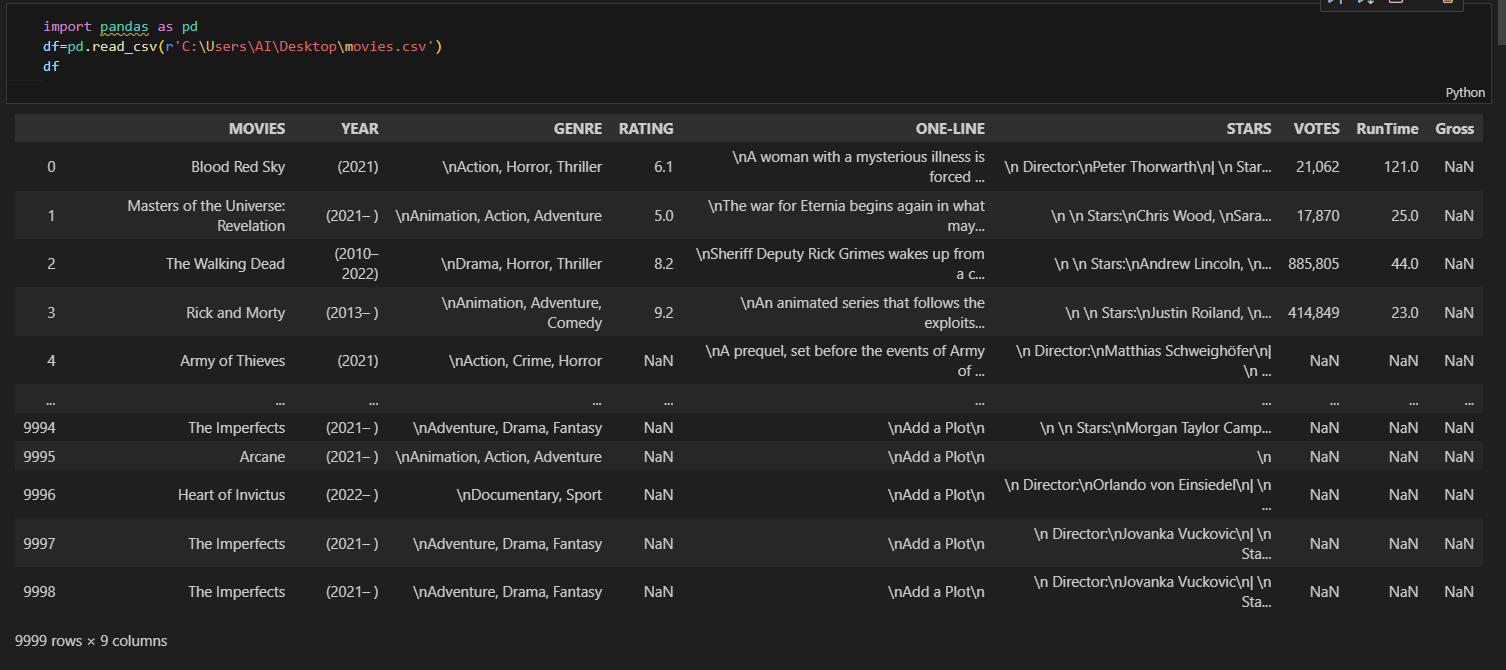 import pandas as pd
df=pd.read_csv(r'C:\Users\AI\Desktop\movies.csv')
df
Python
MOVIES YEAR GENRE RATING ONE-LINE STARS VOTES RunTime Gross
0 Blood Red Sky (2021) \nAction, Horror, Thriller 6.1 \nA woman with a mysterious illness is forced ... \n Director:\nPeter Thorwarth\n| \n Star... 21,062 121.0 NaN
1 Masters of the Universe: Revelation (2021– ) \nAnimation, Action, Adventure 5.0 \nThe war for Eternia begins again in what may... \n \n Stars:\nChris Wood, \nSara... 17,870 25.0 NaN
2 The Walking Dead (2010–2022) \nDrama, Horror, Thriller 8.2 \nSheriff Deputy Rick Grimes wakes up from a c... \n \n Stars:\nAndrew Lincoln, \n... 885,805 44.0 NaN
3 Rick and Morty (2013– ) \nAnimation, Adventure, Comedy 9.2 \nAn animated series that follows the exploits... \n \n Stars:\nJustin Roiland, \n... 414,849 23.0 NaN
4 Army of Thieves (2021) \nAction, Crime, Horror NaN \nA prequel, set before the events of Army of ... \n Director:\nMatthias Schweighöfer\n| \n ... NaN NaN NaN
... ... ... ... ... ... ... ... ... ...
9994 The Imperfects (2021– ) \nAdventure, Drama, Fantasy NaN \nAdd a Plot\n \n \n Stars:\nMorgan Taylor Camp... NaN NaN NaN
9995 Arcane (2021– ) \nAnimation, Action, Adventure NaN \nAdd a Plot\n \n NaN NaN NaN
9996 Heart of Invictus (2022– ) \nDocumentary, Sport NaN \nAdd a Plot\n \n Director:\nOrlando von Einsiedel\n| \n ... NaN NaN NaN
9997 The Imperfects (2021– ) \nAdventure, Drama, Fantasy NaN \nAdd a Plot\n \n Director:\nJovanka Vuckovic\n| \n Sta... NaN NaN NaN
9998 The Imperfects (2021– ) \nAdventure, Drama, Fantasy NaN \nAdd a Plot\n \n Director:\nJovanka Vuckovic\n| \n Sta... NaN NaN NaN
9999 rows × 9 columns